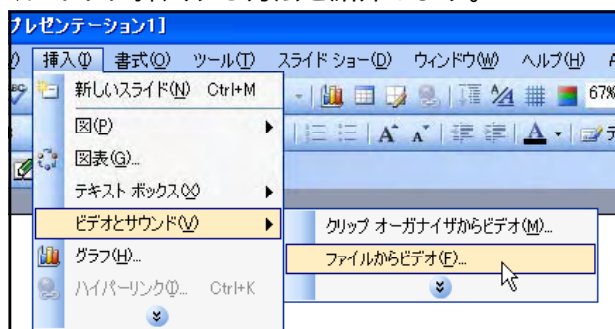 プレゼンテーション1]
挿入(I) 書式(O) ツール(T) スライド ショー(D) ウィンドウ(W) ヘルプ(H)
新しいスライド(N) Ctrl+M
67%
図(P)
図表(G)...
テキスト ボックス(X)
ビデオとサウンド(V)
クリップ オーガナイザからビデオ(M)...
グラフ(H)...
ファイルからビデオ(F)...
ハイパーリンク(I)... Ctrl+K